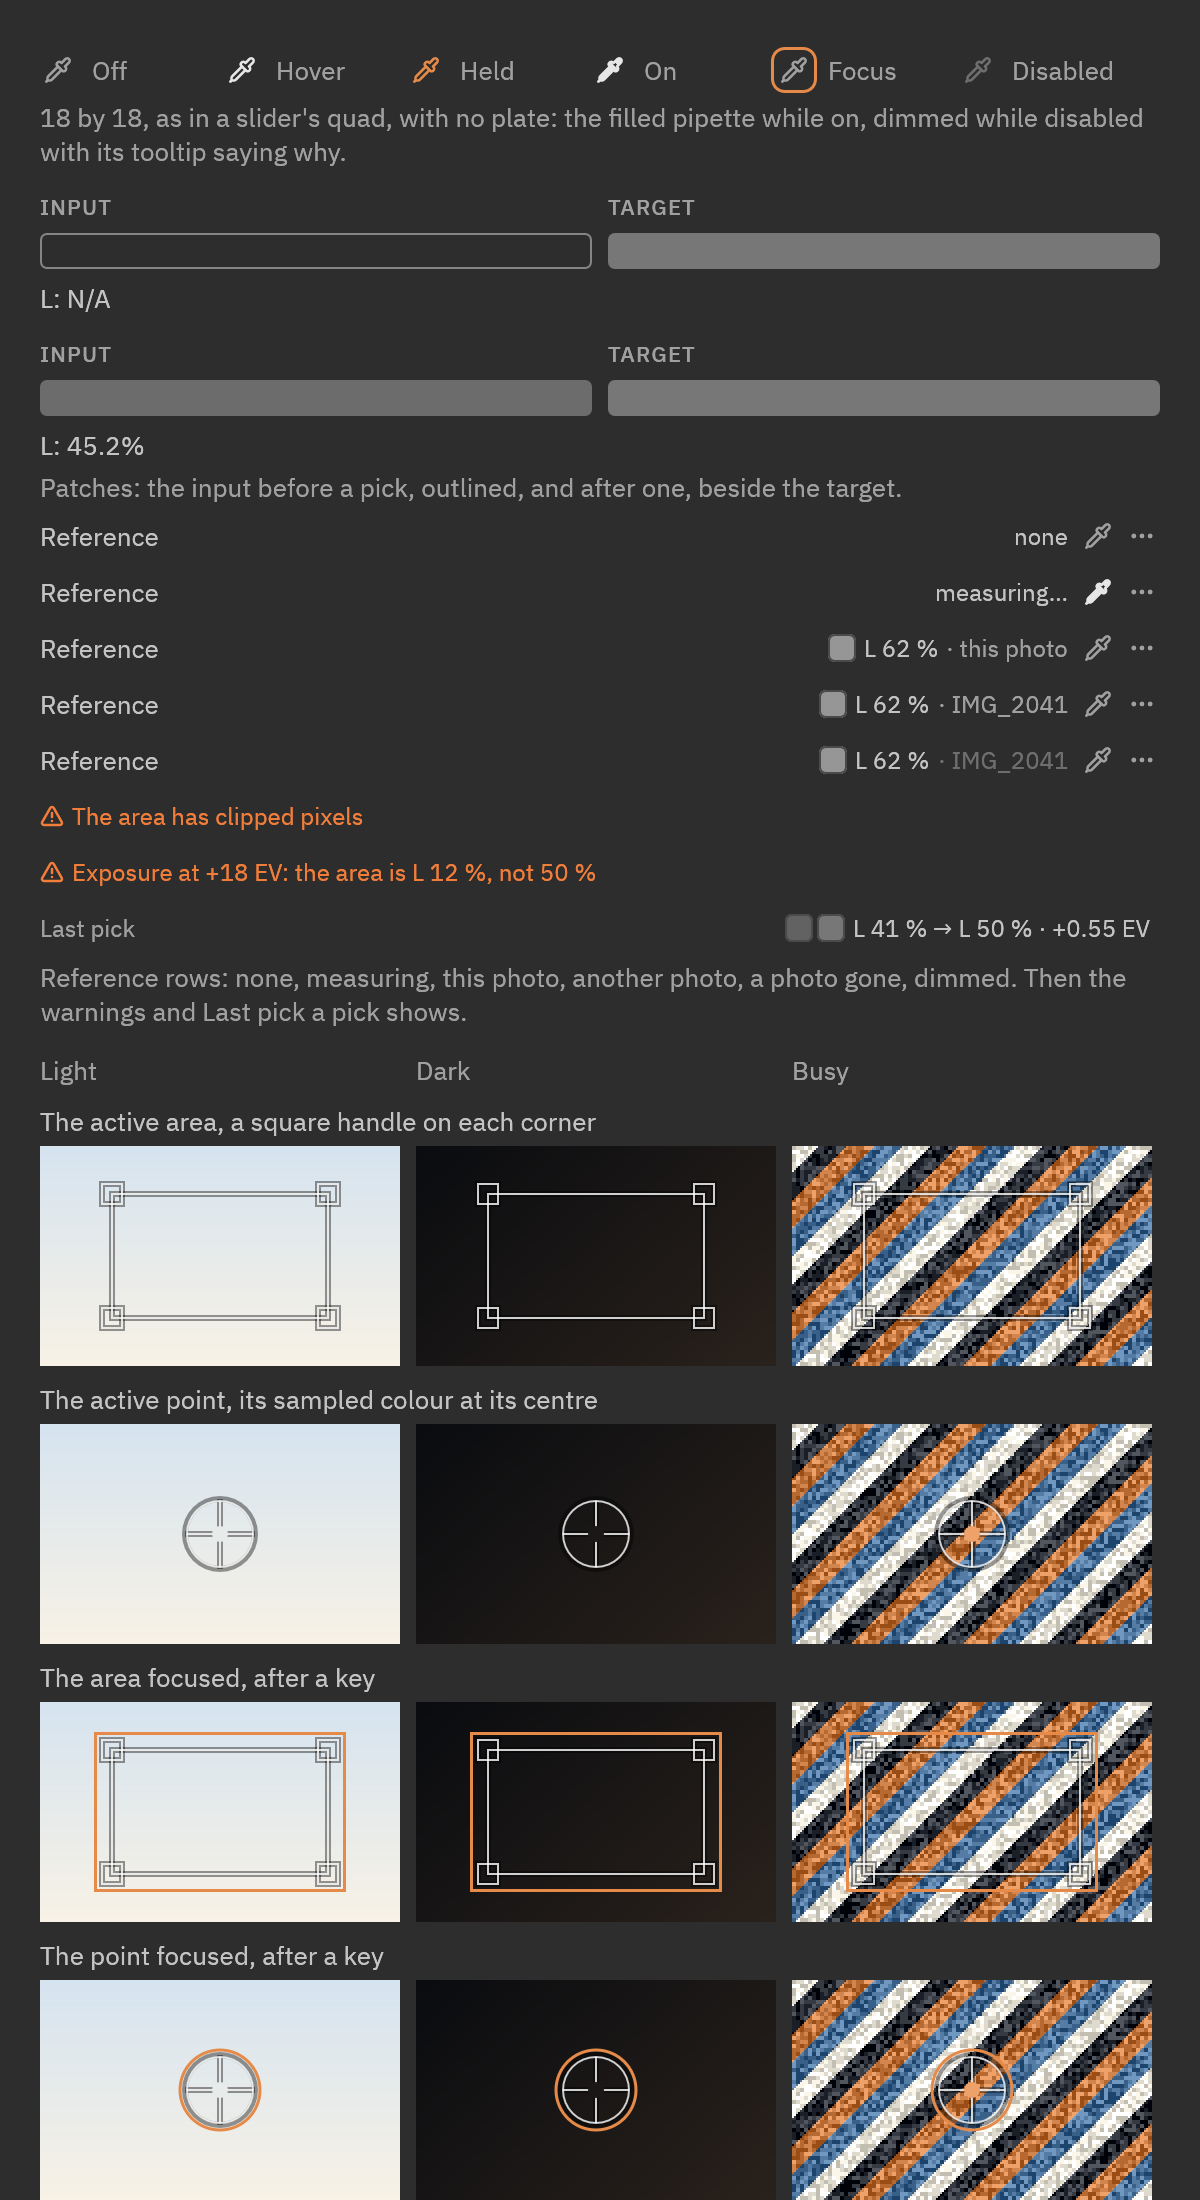 Off Hover Held On Focus Disabled
18 by 18, as in a slider's quad, with no plate: the filled pipette while on, dimmed while disabled
with its tooltip saying why.
INPUT TARGET
L: N/A
INPUT TARGET
L: 45.2%
Patches: the input before a pick, outlined, and after one, beside the target.
Reference none
Reference measuring...
Reference L 62 % · this photo
Reference L 62 % · IMG_2041
Reference L 62 % · IMG_2041
The area has clipped pixels
Exposure at +18 EV: the area is L 12 %, not 50 %
Last pick L 41 % → L 50 % · +0.55 EV
Reference rows: none, measuring, this photo, another photo, a photo gone, dimmed. Then the
warnings and Last pick a pick shows.
Light Dark Busy
The active area, a square handle on each corner
The active point, its sampled colour at its centre
The area focused, after a key
The point focused, after a key